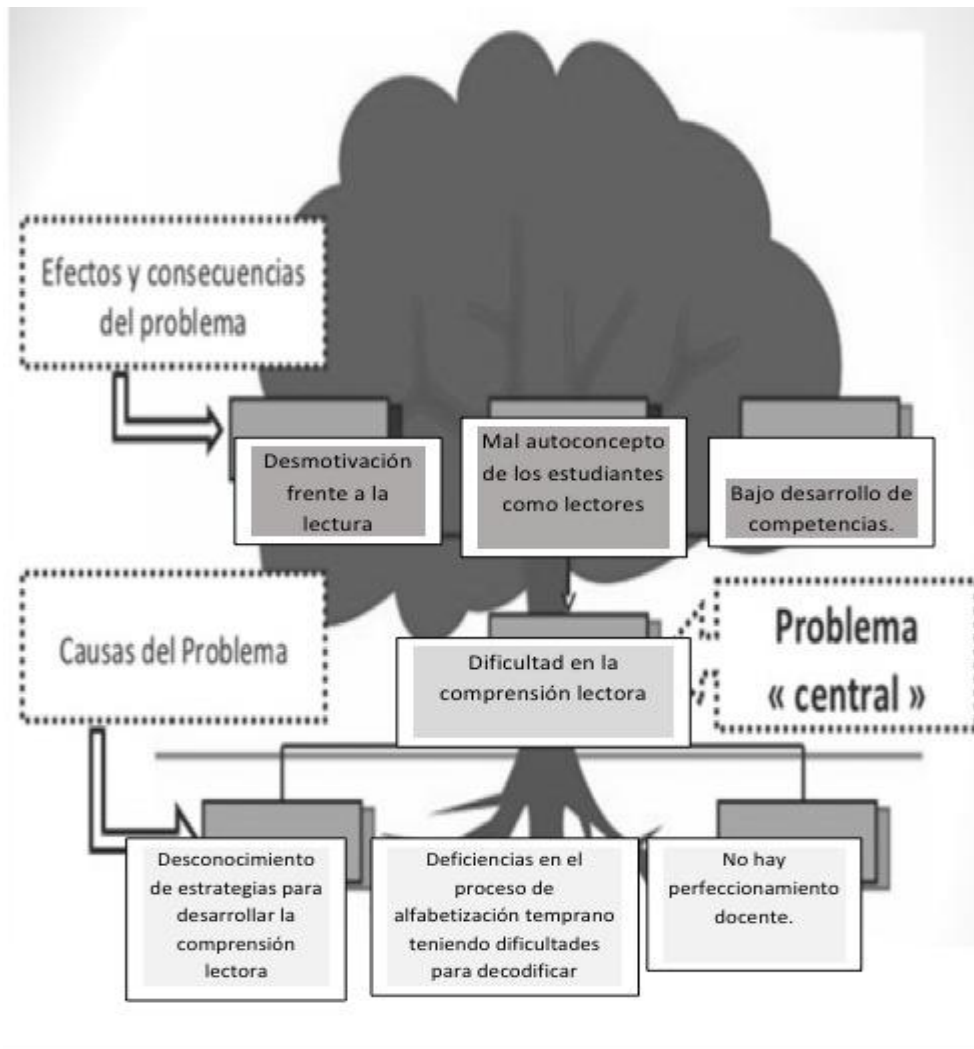 Efectos y consecuencias
del problema
Desmotivación
frente a la
lectura
Mal autoconcepto
de los estudiantes
como lectores
Bajo desarrollo de
competencias.
Causas del Problema
Dificultad en la
comprensión lectora
Problema
« central »
Desconocimiento
de estrategias para
desarrollar la
comprensión
lectora
Deficiencias en el
proceso de
alfabetización temprano
teniendo dificultades
para decodificar
No hay
perfeccionamiento
docente.